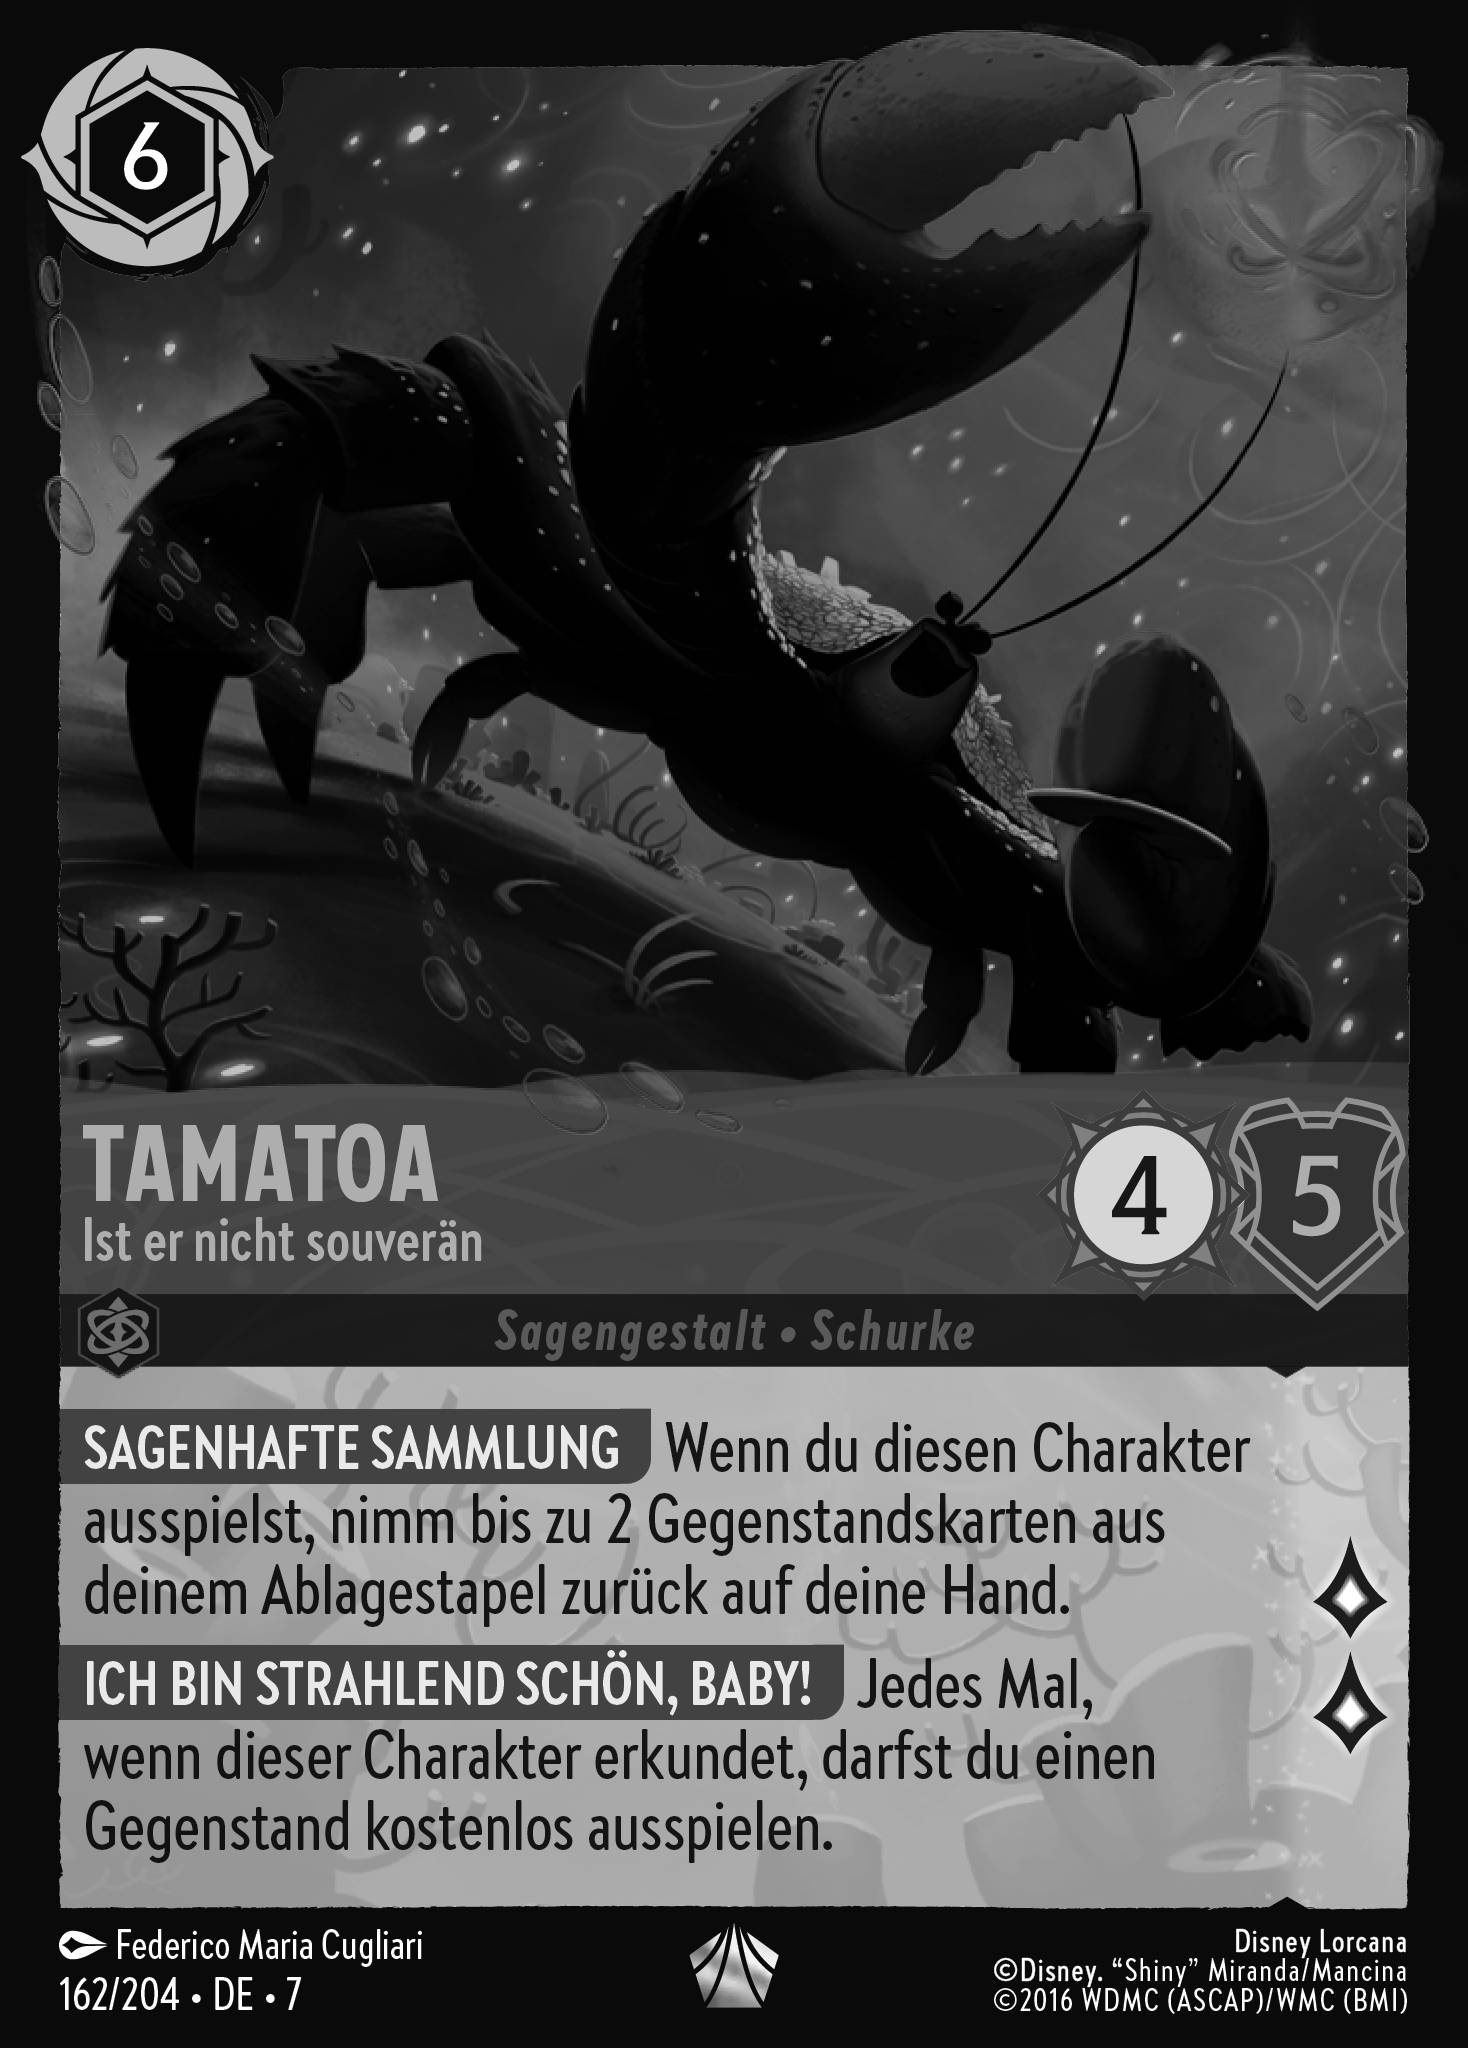 6
TAMATOA
Ist er nicht souverän
4 5
Sagengestalt • Schurke
SAGENHAFTE SAMMLUNG Wenn du diesen Charakter
ausspielst, nimm bis zu 2 Gegenstandskarten aus
deinem Ablagestapel zurück auf deine Hand.
ICH BIN STRAHLEND SCHÖN, BABY! Jedes Mal,
wenn dieser Charakter erkundet, darfst du einen
Gegenstand kostenlos ausspielen.
Federico Maria Cugliari
162/204 • DE • 7
Disney Lorcana
©Disney. “Shiny” Miranda/Mancina
©2016 WDMC (ASCAP)/WMC (BMI)